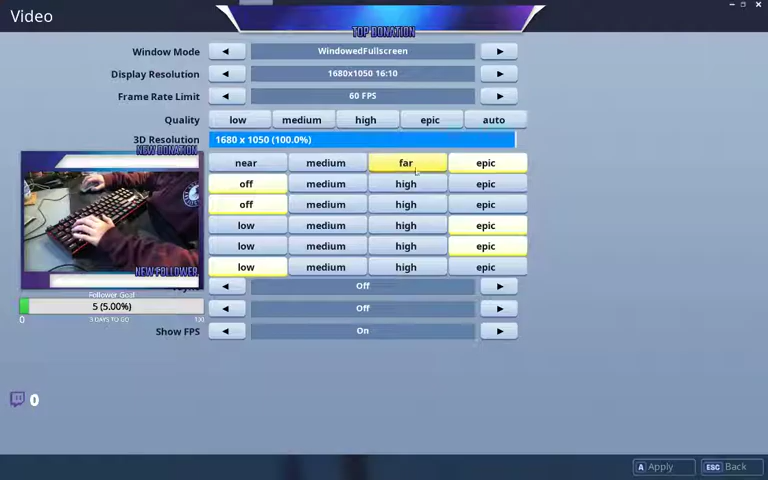 Video
TOP DONATION
Window Mode
WindowedFullscreen
Display Resolution
1680x1050 16:10
Frame Rate Limit
60 FPS
Quality
low medium high epic auto
3D Resolution
1680 x 1050 (100.0%)
NEW DONATION
near medium far epic
off medium high epic
off medium high epic
low medium high epic
low medium high epic
low medium high epic
NEW FOLLOWER
Off
Follower Goal
5 (5.00%)
Off
0 3 DAYS TO GO 100
Show FPS
On
0
A Apply
ESC Back